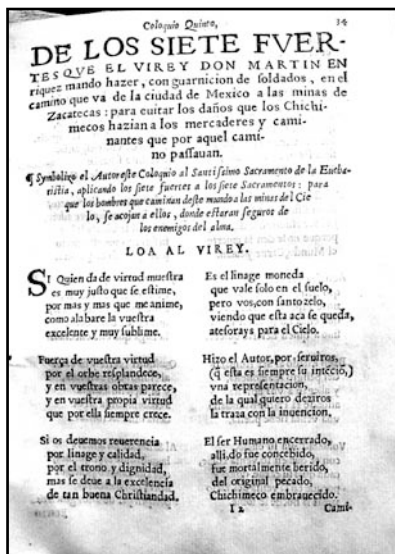 Coloquio Quinto, 34
DE LOS SIETE FVER-
TES QVE EL VIREY DON MARTIN EN
riquez mando hazer, con guarnicion de soldados, en el
camino que va de la ciudad de Mexico a las minas de
Zacatecas: para euitar los daños que los Chichi-
mecos hazian a los mercaderes y cami-
nantes que por aquel cami-
no passauan.
¶ Symbolizo el Autor este Coloquio al Santissimo Sacramento de la Eucha-
ristia, aplicando los siete fuertes a los siete Sacramentos: para
que los hombres que caminan deste mundo a las minas del Cie
lo, se acojan a ellos, donde estaran seguros de
los enemigos del alma.
LOA AL VIREY.
SI Quien da de virtud muestra
es muy justo que se estime,
por mas y mas que me anime,
como alabare la vuestra
excelente y muy sublime.
Fuerça de vuestra virtud
por el orbe resplandece,
y en vuestras obras parece,
y en vuestra propia virtud
que por ella siempre crece.
Si os deuemos reuerencia
por linage y calidad,
por el trono y dignidad,
mas se deue a la excelencia
de tan buena Christiandad.
Es el linage moneda
que vale solo en el suelo,
pero vos, con santo zelo,
viendo que esta aca se queda,
atesorays para el Cielo.
Hizo el Autor, por seruiros,
(q̃ esta es siempre su inteciõ,)
vna representacion,
de la qual quiero deziros
la traza con la inuencion.
El ser Humano encerrado,
alli, do fue concebido,
fue mortalmente herido,
del original pecado,
Chichimeco embrauecido.
I 2 Cami-